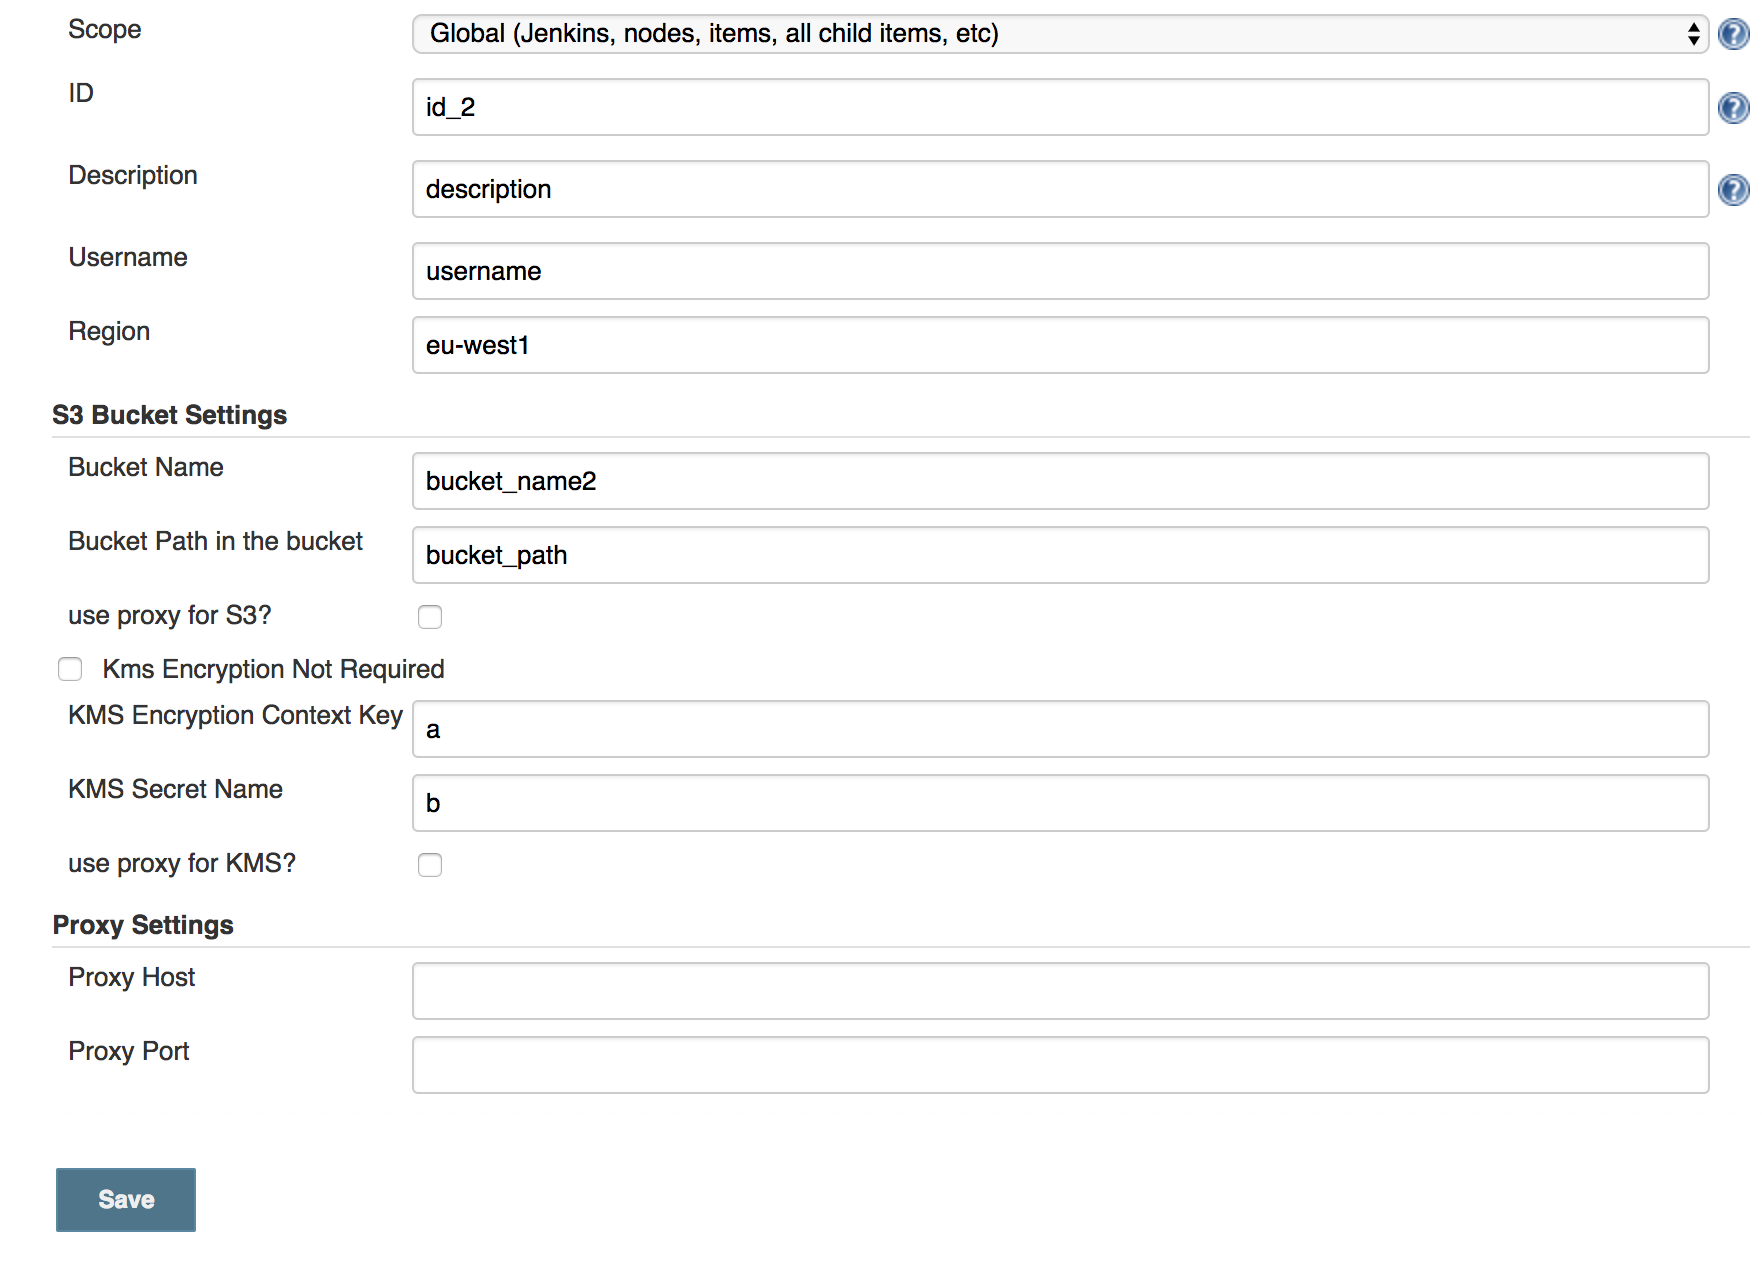 Scope
Global (Jenkins, nodes, items, all child items, etc)
?
ID
id_2
?
Description
description
?
Username
username
Region
eu-west1
S3 Bucket Settings
Bucket Name
bucket_name2
Bucket Path in the bucket
bucket_path
use proxy for S3?
Kms Encryption Not Required
KMS Encryption Context Key
a
KMS Secret Name
b
use proxy for KMS?
Proxy Settings
Proxy Host
Proxy Port
Save